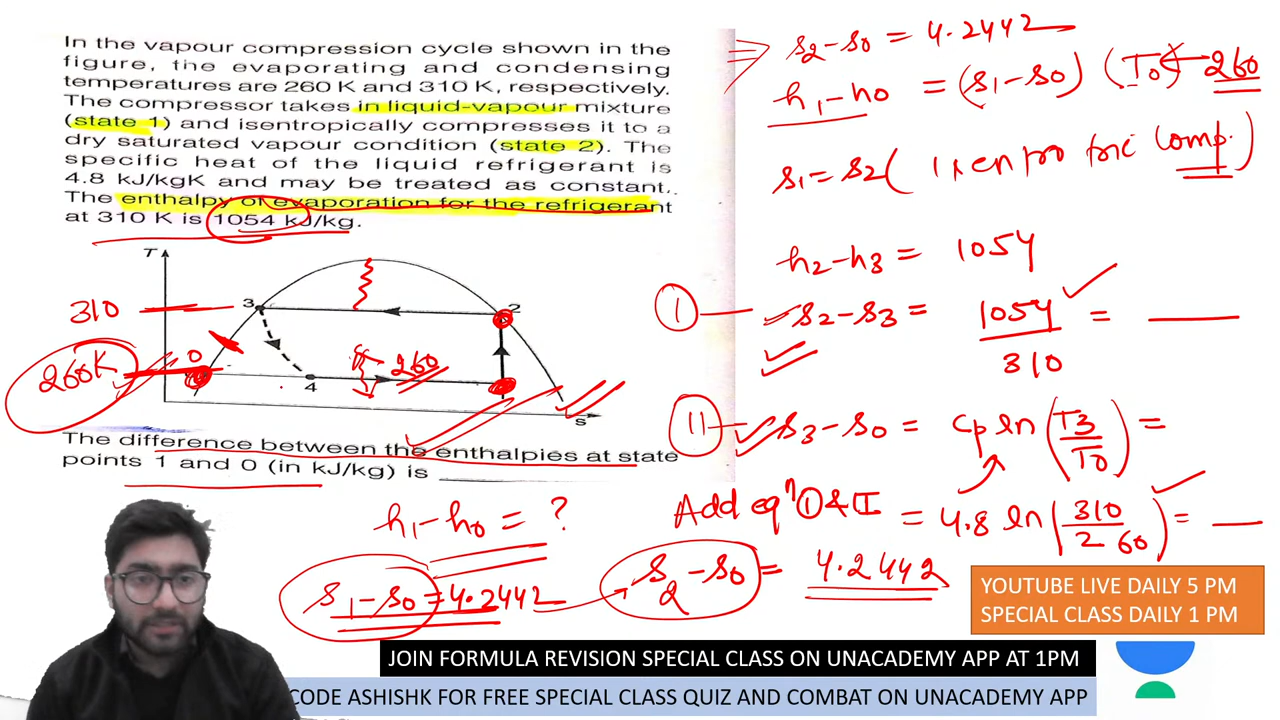 In the vapour compression cycle shown in the
figure, the evaporating and condensing
temperatures are 260 K and 310 K, respectively.
The compressor takes in liquid-vapour mixture
(state 1) and isentropically compresses it to a
dry saturated vapour condition (state 2). The
specific heat of the liquid refrigerant is
4.8 kJ/kgK and may be treated as constant.
The enthalpy of evaporation for the refrigerant
at 310 K is 1054 kJ/kg.
T
310
3
2
260K
0
4
260
s
The difference between the enthalpies at state
points 1 and 0 (in kJ/kg) is
h1-h0 = ?
s1-s0 = 4.2442
⇒ s2-s0 = 4.2442
h1-h0 = (s1-s0) (T0) ← 260
s1 = s2 (Isentropic Comp.)
h2-h3 = 1054
I s2-s3 = 1054/310 =
II s3-s0 = Cp ln (T3/T0) =
= 4.8 ln (310/260) =
Add eqn I & II
s2-s0 = 4.2442
YOUTUBE LIVE DAILY 5 PM
SPECIAL CLASS DAILY 1 PM
JOIN FORMULA REVISION SPECIAL CLASS ON UNACADEMY APP AT 1PM
CODE ASHISHK FOR FREE SPECIAL CLASS QUIZ AND COMBAT ON UNACADEMY APP